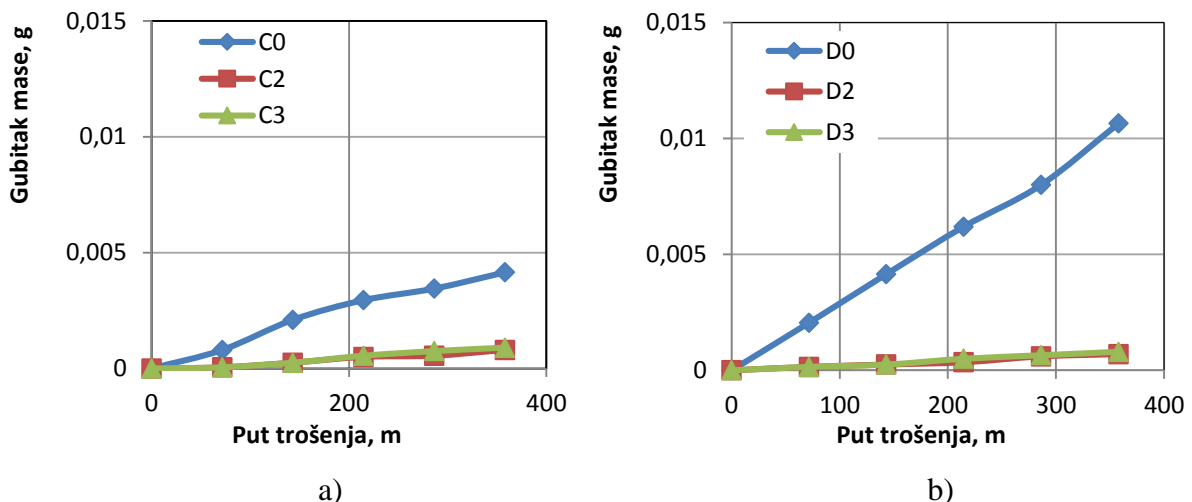 Gubitak mase, g
0,015
0,01
0,005
0
C0
C2
C3
0 200 400
Put trošenja, m
a)
Gubitak mase, g
0,015
0,01
0,005
0
D0
D2
D3
0 100 200 300 400
Put trošenja, m
b)